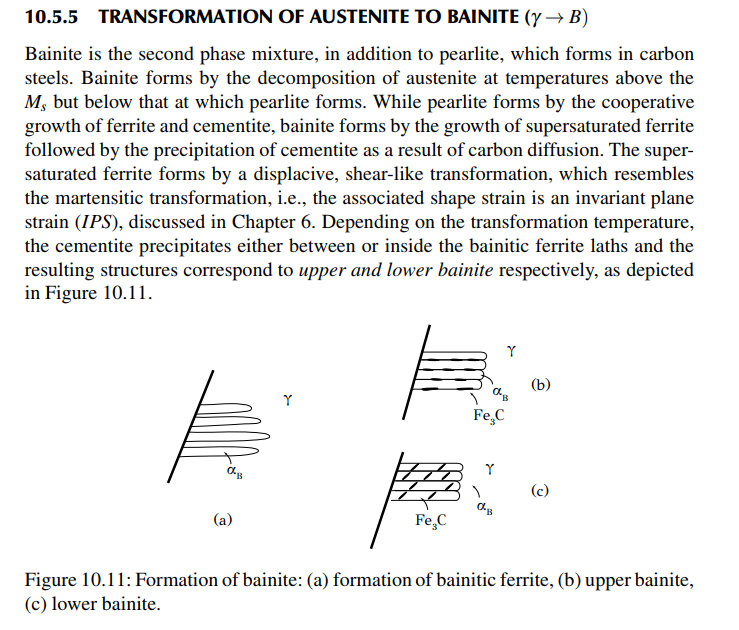 10.5.5 TRANSFORMATION OF AUSTENITE TO BAINITE (γ → B)
Bainite is the second phase mixture, in addition to pearlite, which forms in carbon
steels. Bainite forms by the decomposition of austenite at temperatures above the
Ms but below that at which pearlite forms. While pearlite forms by the cooperative
growth of ferrite and cementite, bainite forms by the growth of supersaturated ferrite
followed by the precipitation of cementite as a result of carbon diffusion. The super-
saturated ferrite forms by a displacive, shear-like transformation, which resembles
the martensitic transformation, i.e., the associated shape strain is an invariant plane
strain (IPS), discussed in Chapter 6. Depending on the transformation temperature,
the cementite precipitates either between or inside the bainitic ferrite laths and the
resulting structures correspond to upper and lower bainite respectively, as depicted
in Figure 10.11.
γ
αB
(a)
γ
αB
Fe3C
(b)
γ
αB
Fe3C
(c)
Figure 10.11: Formation of bainite: (a) formation of bainitic ferrite, (b) upper bainite,
(c) lower bainite.